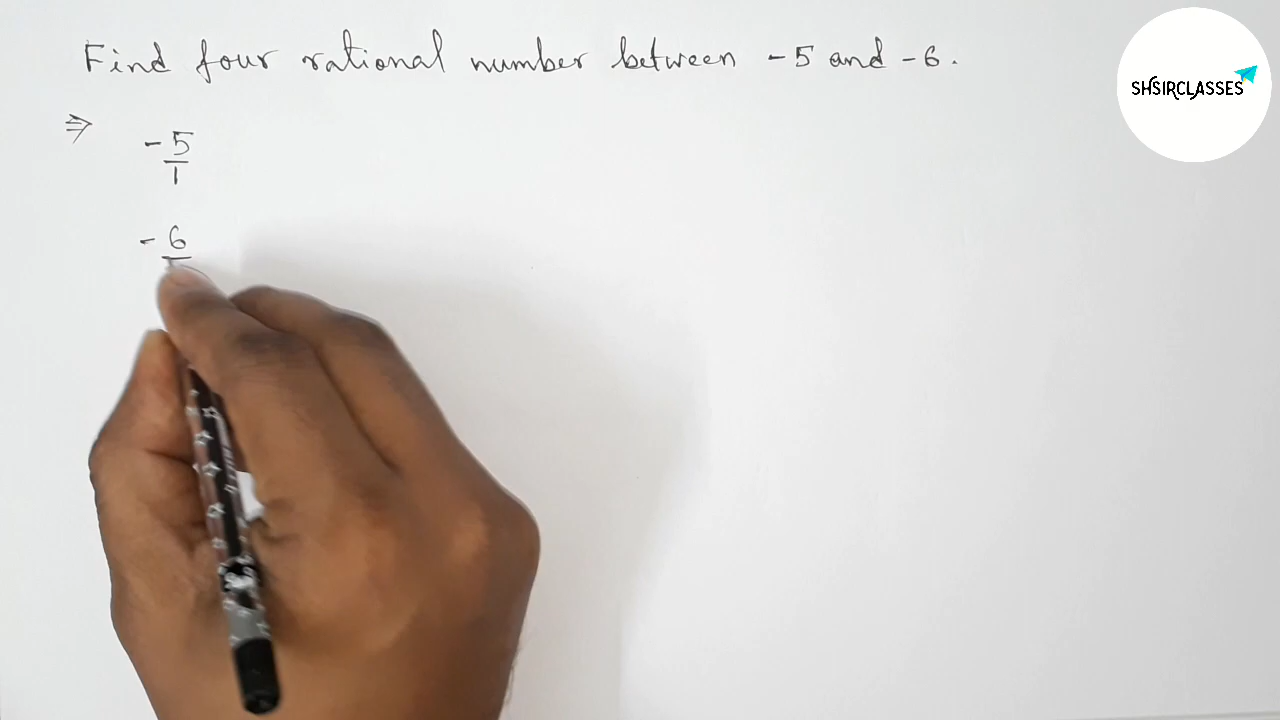 Find four rational number between -5 and -6.
SHSIRCLASSES
⇒ -5/1
-6/